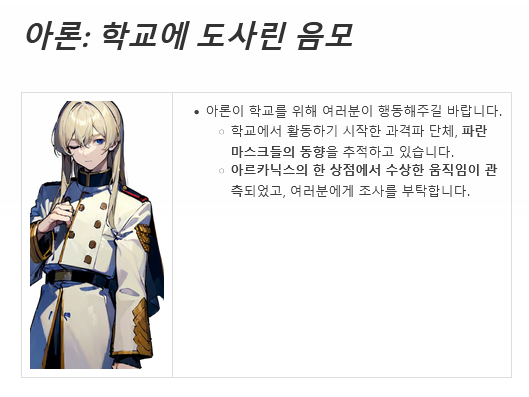 아론: 학교에 도사린 음모
• 아론이 학교를 위해 여러분이 행동해주길 바랍니다.
○ 학교에서 활동하기 시작한 과격파 단체, 파란
마스크들의 동향을 추적하고 있습니다.
○ 아르카닉스의 한 상점에서 수상한 움직임이 관
측되었고, 여러분에게 조사를 부탁합니다.